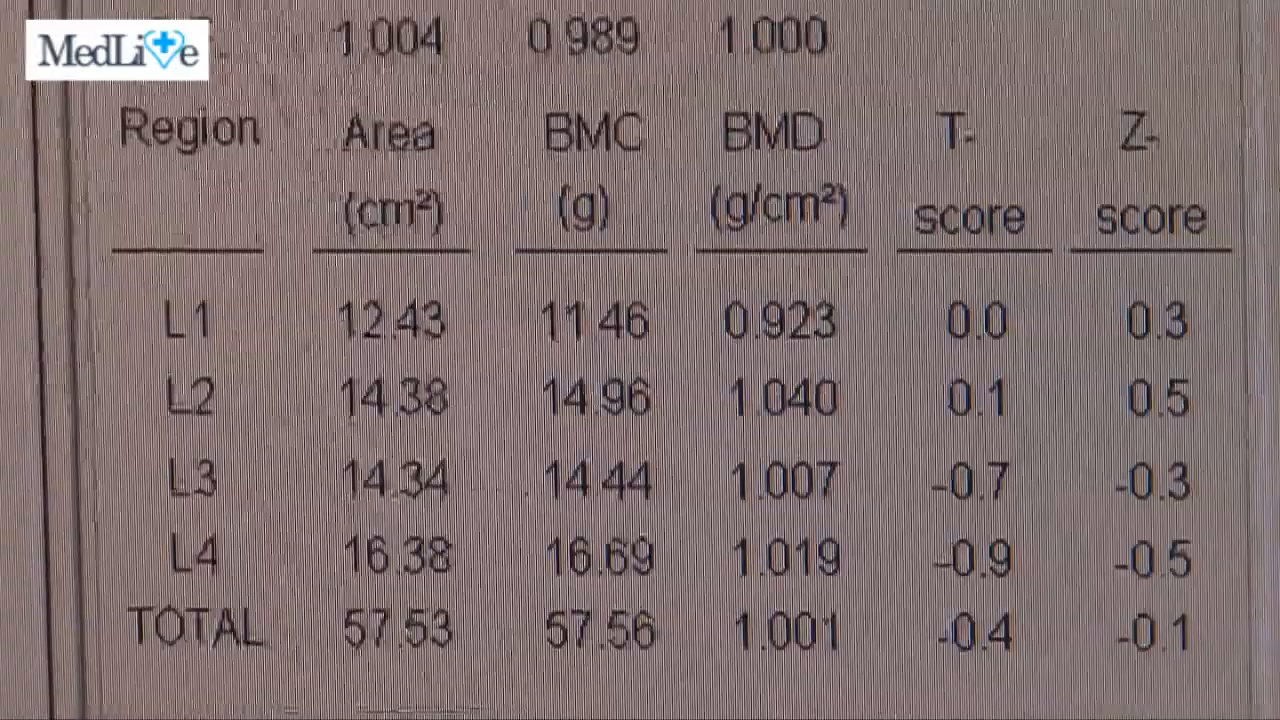 MedLive
1.004 0.989 1.000
Region Area BMC BMD T- Z-
(cm²) (g) (g/cm²) score score
L1 12.43 11.46 0.923 0.0 0.3
L2 14.38 14.96 1.040 0.1 0.5
L3 14.34 14.44 1.007 -0.7 -0.3
L4 16.38 16.69 1.019 -0.9 -0.5
TOTAL 57.53 57.56 1.001 -0.4 -0.1